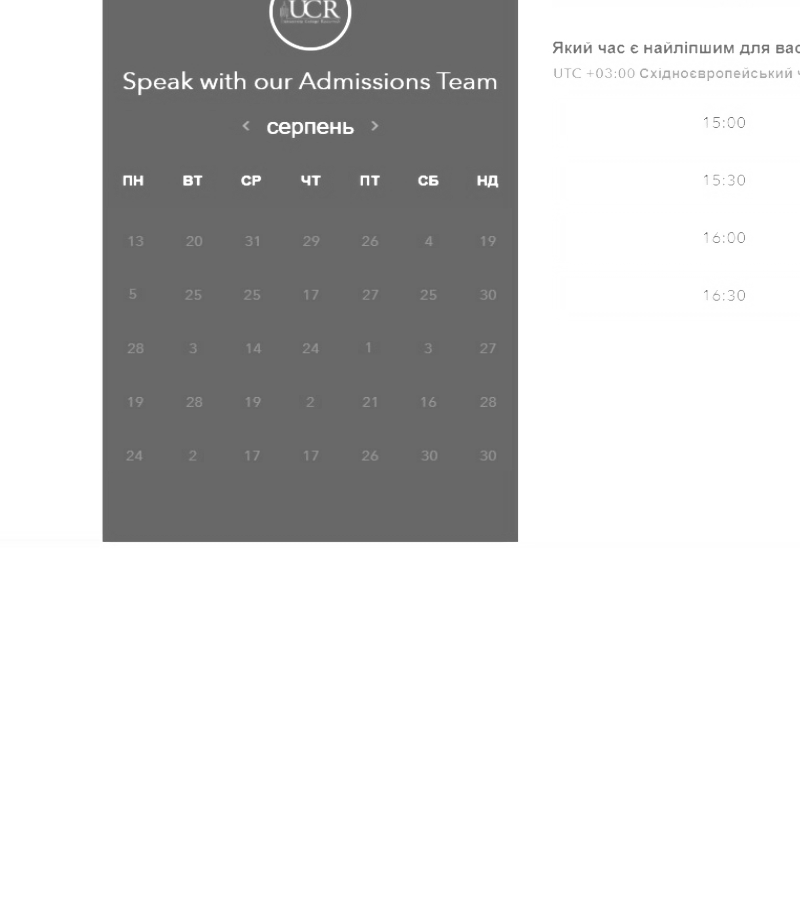 UCR
Speak with our Admissions Team
серпень
ПН ВТ СР ЧТ ПТ СБ НД
13 20 31 29 26 4 19
5 25 25 17 27 25 30
28 3 14 24 1 3 27
19 28 19 2 21 16 28
24 2 17 17 26 30 30
Який час є найліпшим для вас
UTC +03:00 Східноєвропейський
15:00
15:30
16:00
16:30